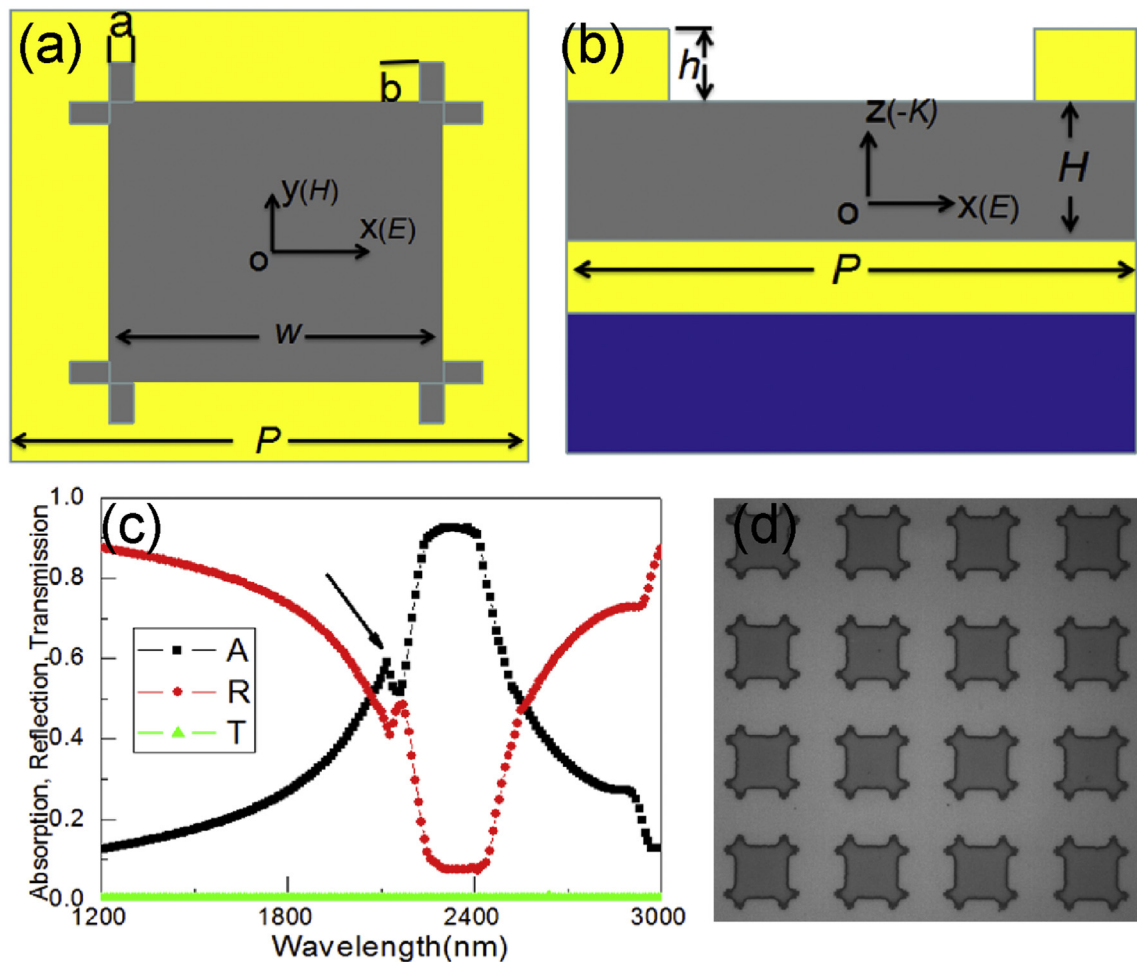 (a)
a
b
y(H)
x(E)
o
w
P
(b)
h
z(-K)
H
o
x(E)
P
(c)
Absorption, Reflection, Transmission
1.0
0.8
0.6
0.4
0.2
0.0
A
R
T
1200
1800
2400
3000
Wavelength(nm)
(d)